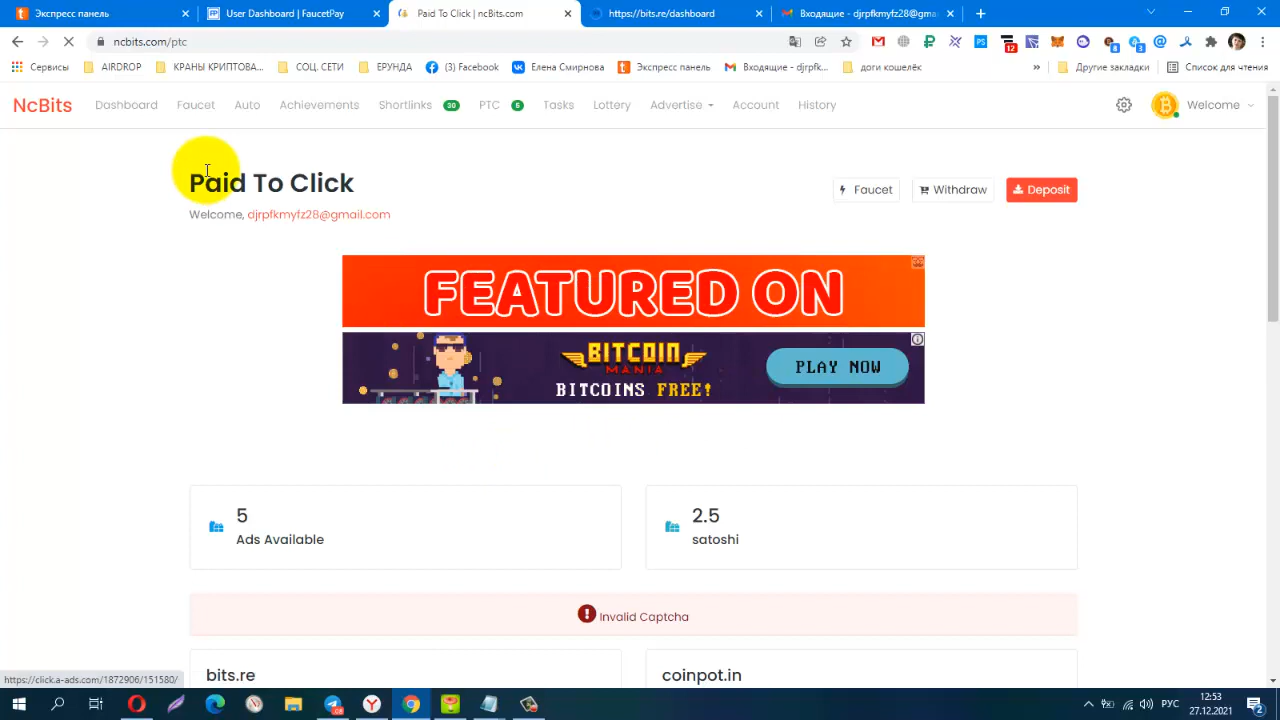 Экспресс панель
User Dashboard | FaucetPay
Paid To Click | ncBits.com
https://bits.re/dashboard
Входящие - djrpfkmyfz28@gma
ncbits.com/ptc
12
8
3
Сервисы
AIRDROP
КРАНЫ КРИПТОВА...
СОЦ. СЕТИ
ЕРУНДА
(3) Facebook
Елена Смирнова
Экспресс панель
Входящие - djrpfk...
доги кошелёк
»
Другие закладки
Список для чтения
NcBits
Dashboard
Faucet
Auto
Achievements
Shortlinks 30
PTC 5
Tasks
Lottery
Advertise
Account
History
Welcome
Paid To Click
Welcome, djrpfkmyfz28@gmail.com
Faucet
Withdraw
Deposit
FEATURED ON
BITCOIN
MANIA
BITCOINS FREE!
PLAY NOW
5
Ads Available
2.5
satoshi
Invalid Captcha
bits.re
coinpot.in
https://click.a-ads.com/1872906/151580/
РУС
12:53
27.12.2021
2